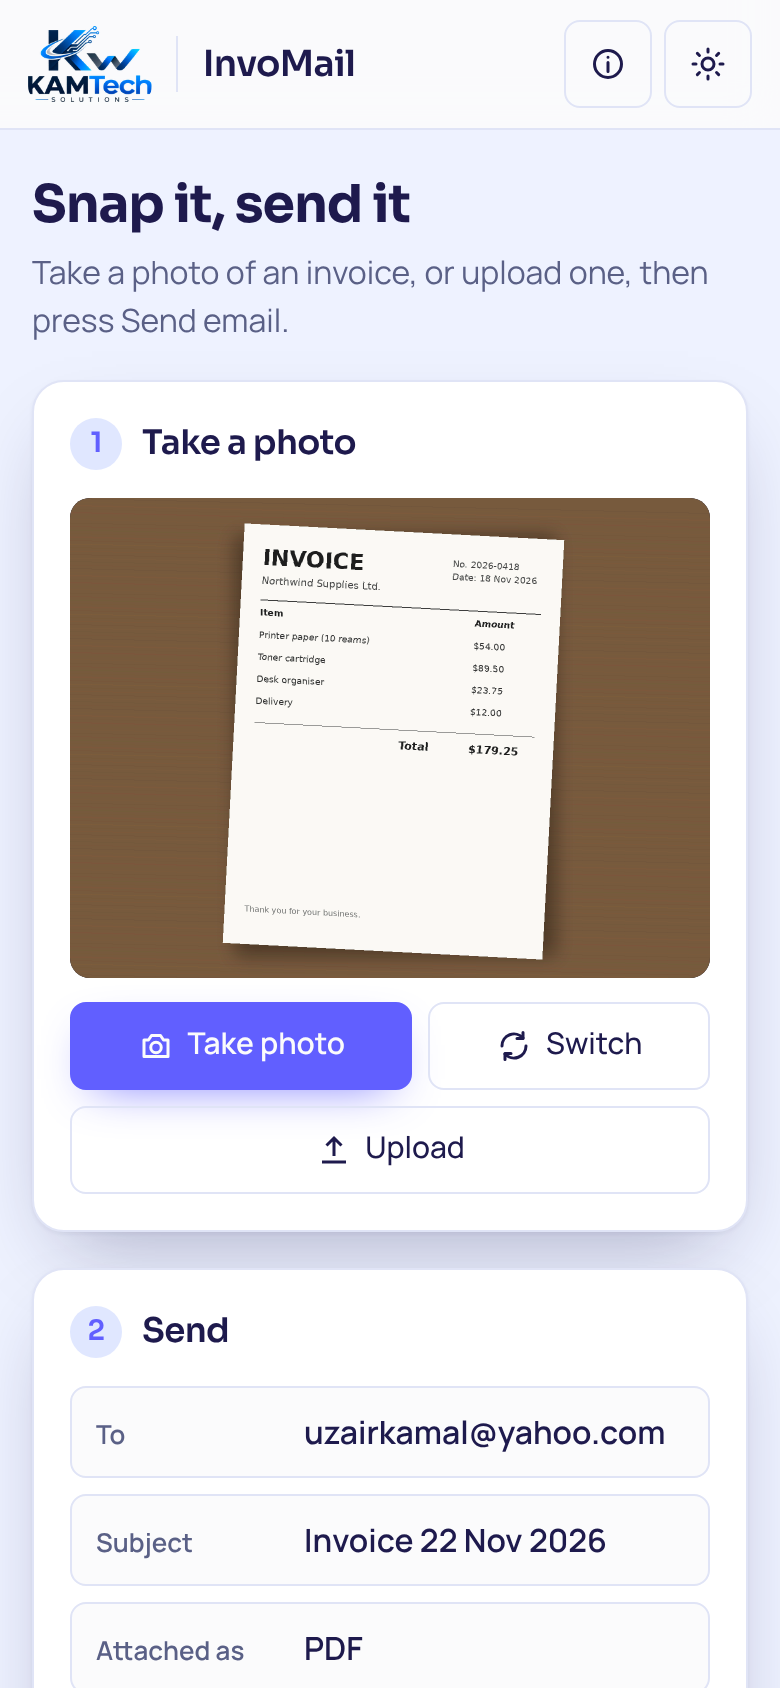 Kw
KAMTech
SOLUTIONS
InvoMail
Snap it, send it
Take a photo of an invoice, or upload one, then
press Send email.
1 Take a photo
INVOICE
No. 2026-0418
Northwind Supplies Ltd.
Date: 18 Nov 2026
Item Amount
Printer paper (10 reams) $54.00
Toner cartridge $89.50
Desk organiser $23.75
Delivery $12.00
Total $179.25
Thank you for your business.
Take photo
Switch
Upload
2 Send
To uzairkamal@yahoo.com
Subject Invoice 22 Nov 2026
Attached as PDF